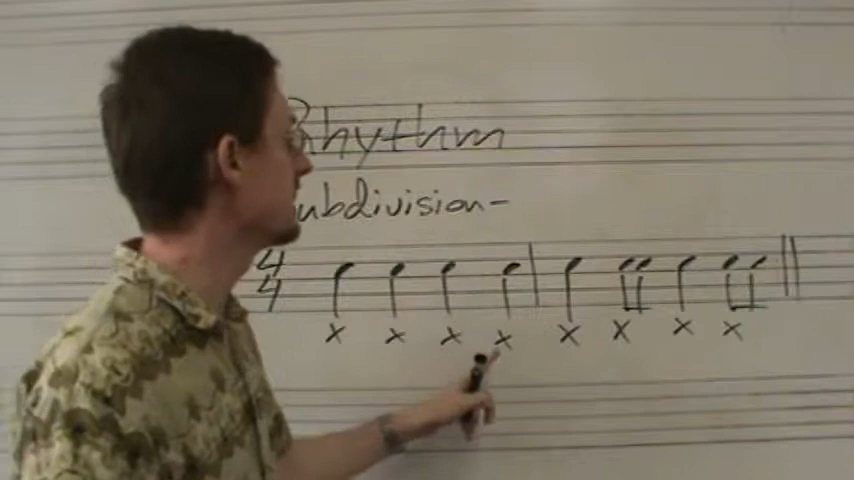 Rhythm
ubdivision-
4
4
x x x x x x x x